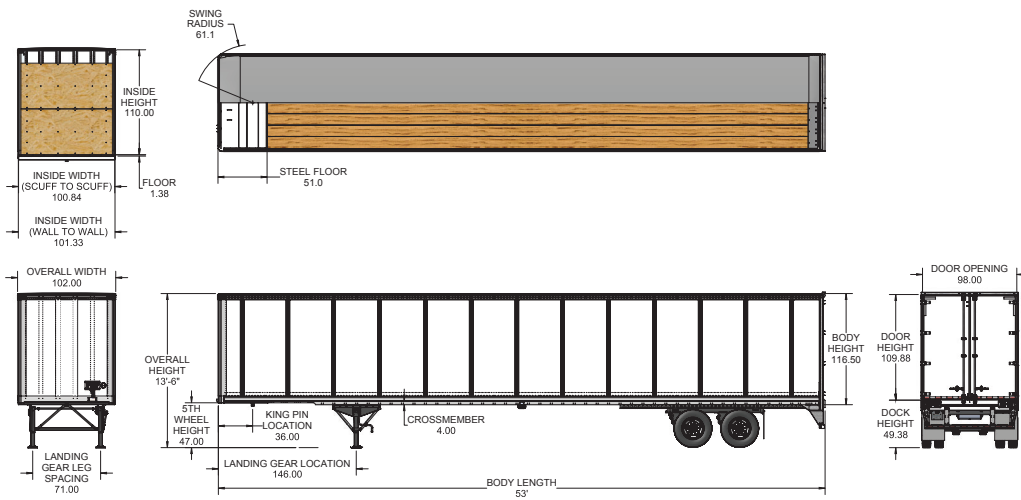 SWING
RADIUS
61.1
INSIDE
HEIGHT
110.00
INSIDE WIDTH
(SCUFF TO SCUFF)
100.84
FLOOR
1.38
STEEL FLOOR
51.0
INSIDE WIDTH
(WALL TO WALL)
101.33
OVERALL WIDTH
102.00
DOOR OPENING
98.00
OVERALL
HEIGHT
13'-6"
BODY
HEIGHT
116.50
DOOR
HEIGHT
109.88
5TH
WHEEL
HEIGHT
47.00
KING PIN
LOCATION
36.00
CROSSMEMBER
4.00
DOCK
HEIGHT
49.38
LANDING
GEAR LEG
SPACING
71.00
LANDING GEAR LOCATION
146.00
BODY LENGTH
53'